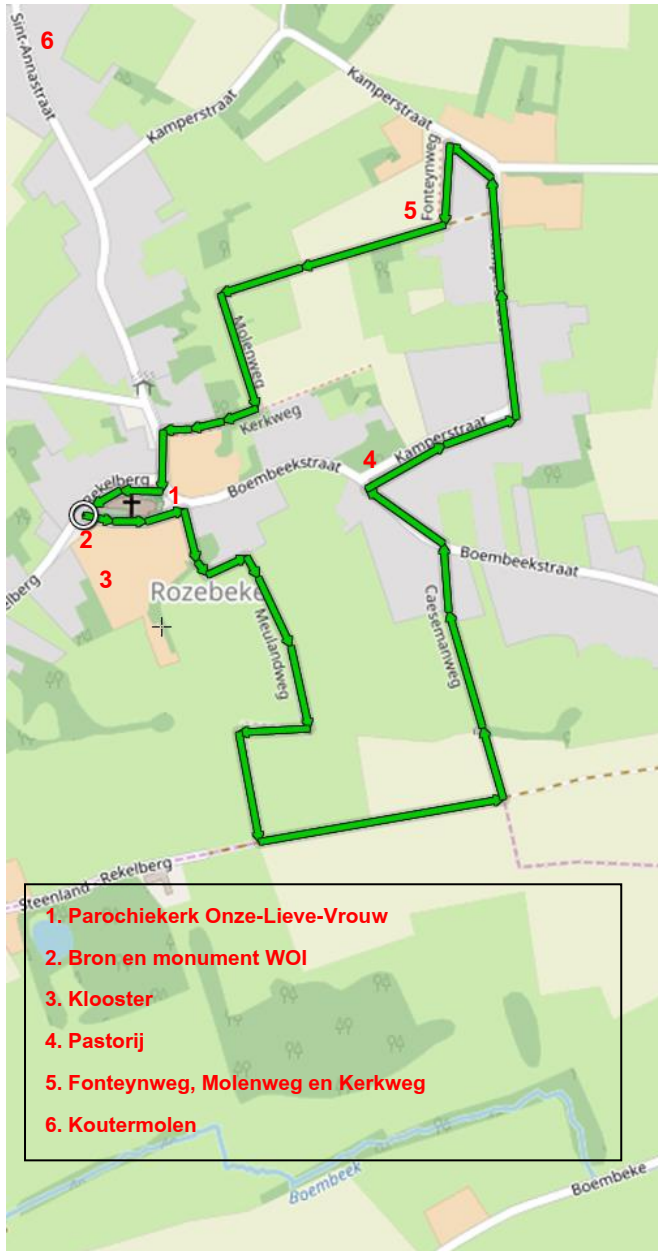 6
Sint-Annastraat
Kamperstraat
Kamperstraat
Fonteynweg
5
Molenweg
Kerkweg
Kamperstraat
4
Boembeekstraat
Rekelberg
1
2
3
Boembeekstraat
Rozebeke
Caesemanweg
Meulandweg
Steenland - Rekelberg
1. Parochiekerk Onze-Lieve-Vrouw
2. Bron en monument WOI
3. Klooster
4. Pastorij
5. Fonteynweg, Molenweg en Kerkweg
6. Koutermolen
Boembeek
Boembeke